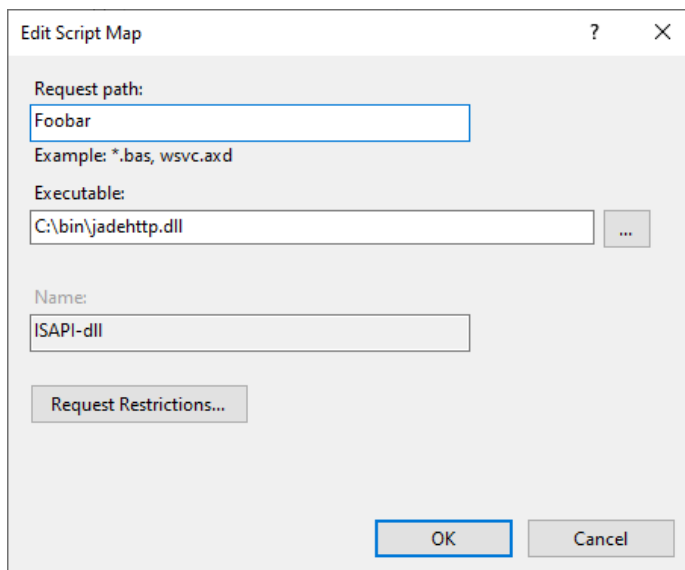 Edit Script Map
Request path:
Foobar
Example: *.bas, wsvc.axd
Executable:
C:\bin\jadehttp.dll
...
Name:
ISAPI-dll
Request Restrictions...
OK
Cancel